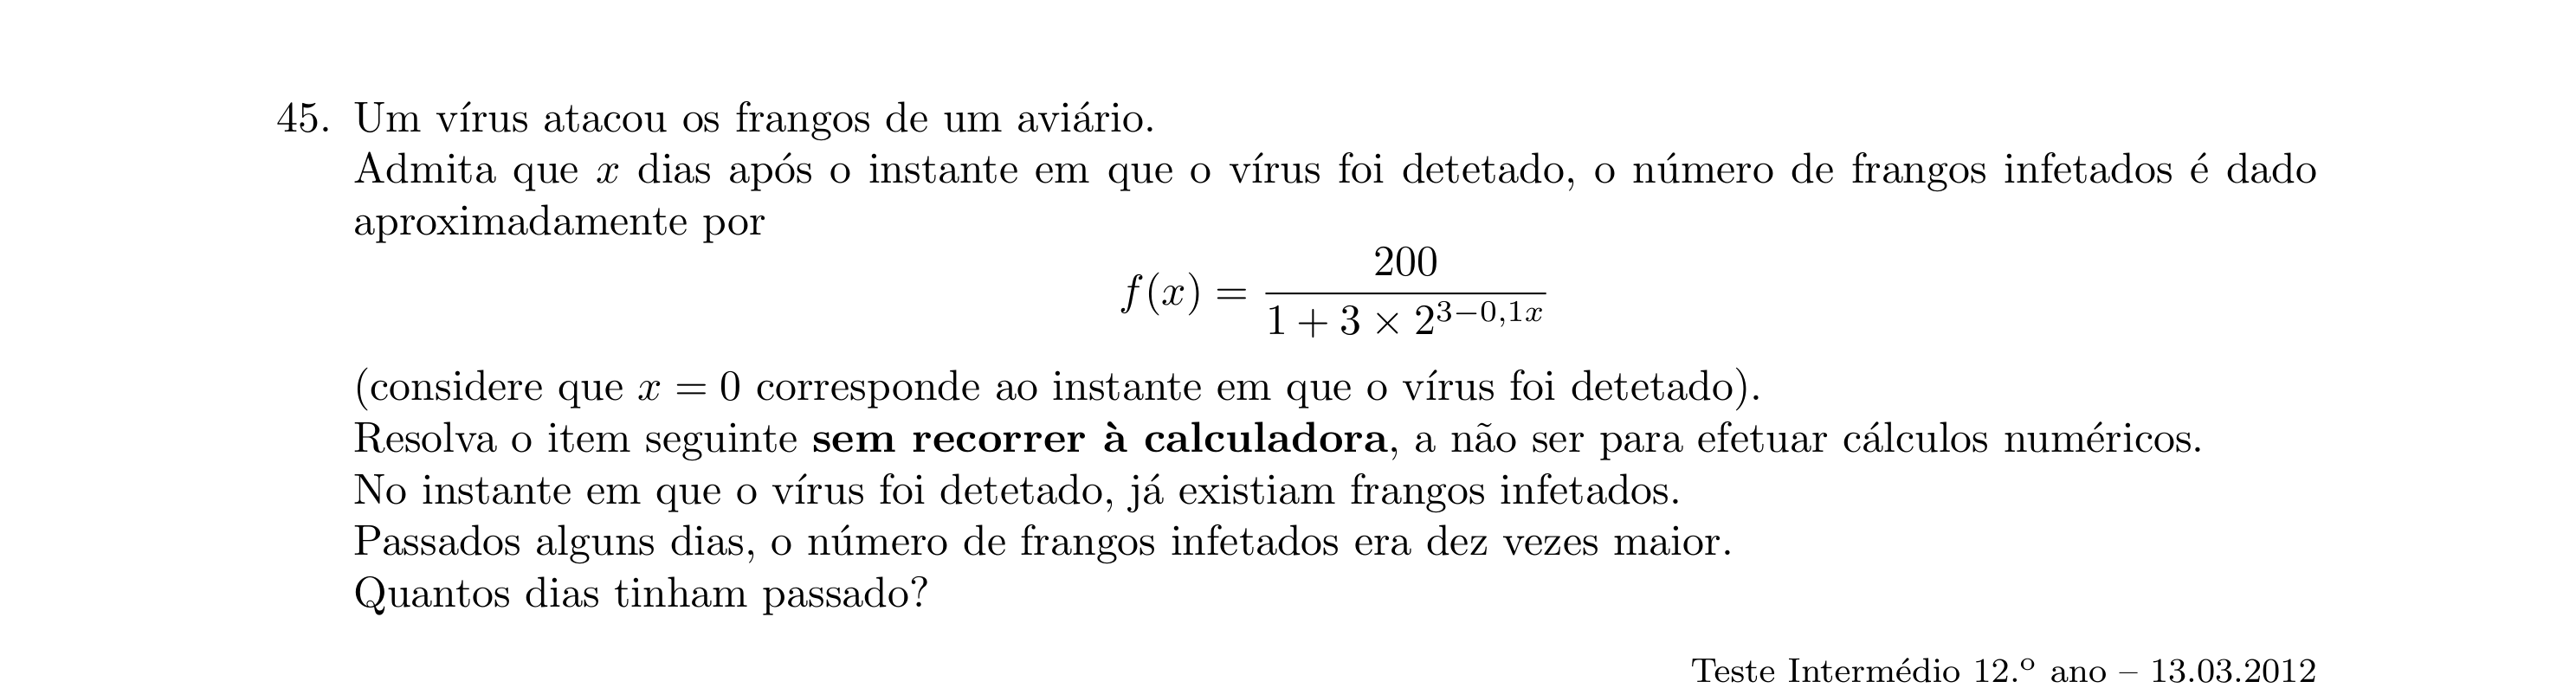 45. Um vírus atacou os frangos de um aviário.
Admita que x dias após o instante em que o vírus foi detetado, o número de frangos infetados é dado
aproximadamente por
f(x) = \frac{200}{1 + 3 × 2^{3−0,1x}}
(considere que x = 0 corresponde ao instante em que o vírus foi detetado).
Resolva o item seguinte sem recorrer à calculadora, a não ser para efetuar cálculos numéricos.
No instante em que o vírus foi detetado, já existiam frangos infetados.
Passados alguns dias, o número de frangos infetados era dez vezes maior.
Quantos dias tinham passado?
Teste Intermédio 12.º ano – 13.03.2012